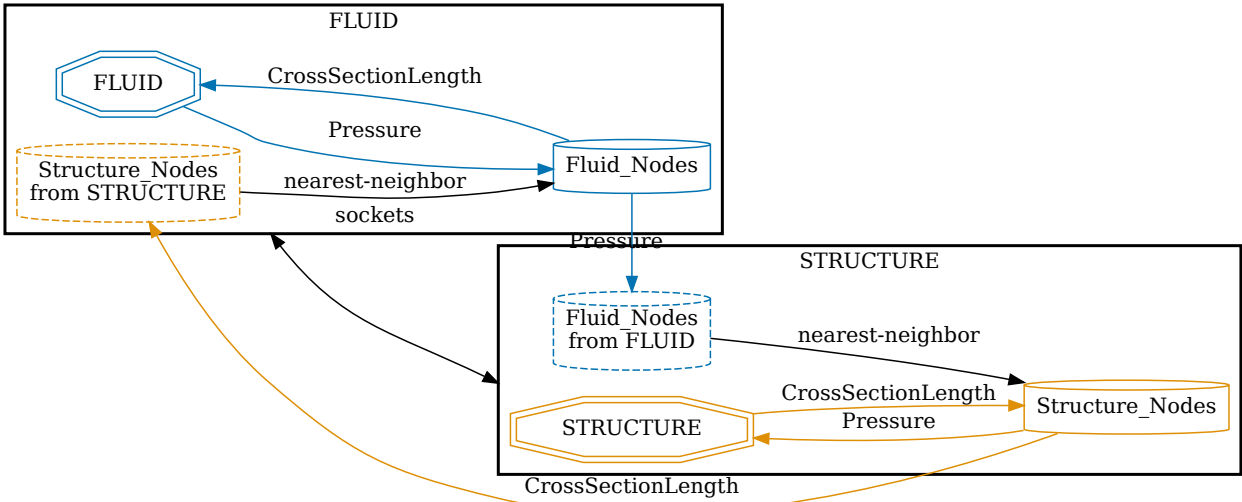 FLUID
CrossSectionLength
FLUID
Pressure
Fluid_Nodes
Structure_Nodes
from STRUCTURE
nearest-neighbor
sockets
Pressure
STRUCTURE
Fluid_Nodes
from FLUID
nearest-neighbor
CrossSectionLength
Structure_Nodes
Pressure
STRUCTURE
CrossSectionLength